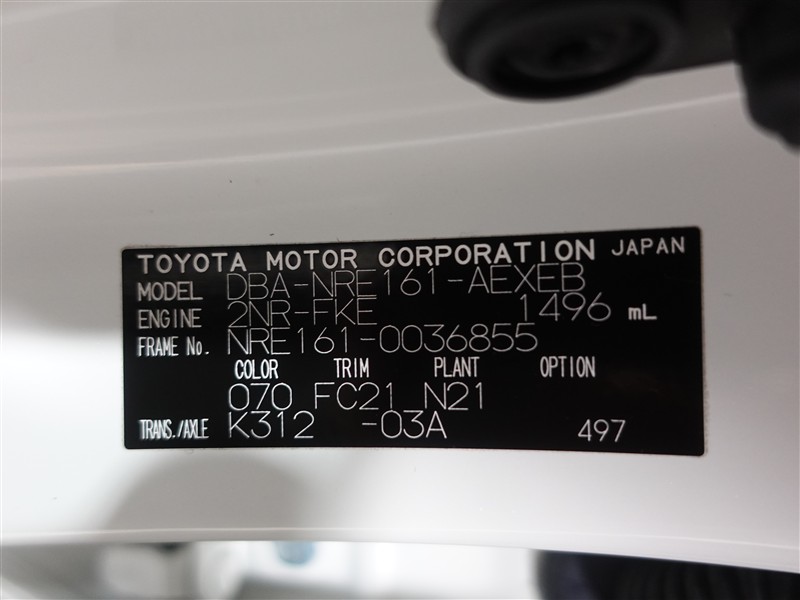 TOYOTA MOTOR CORPORATION JAPAN
MODEL DBA-NRE161-AEXEB
ENGINE 2NR-FKE 1496 mL
FRAME No. NRE161-0036855
COLOR TRIM PLANT OPTION
070 FC21 N21
TRANS./AXLE K312 -03A 497